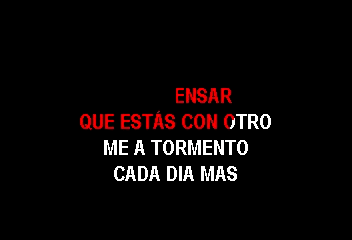 ENSAR
QUE ESTÁS CON OTRO
ME A TORMENTO
CADA DIA MAS